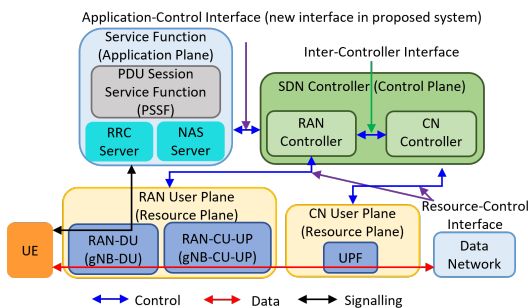 Application-Control Interface (new interface in proposed system)
Service Function
(Application Plane)
PDU Session
Service Function
(PSSF)
RRC
Server
NAS
Server
Inter-Controller Interface
SDN Controller (Control Plane)
RAN
Controller
CN
Controller
RAN User Plane
(Resource Plane)
RAN-DU
(gNB-DU)
RAN-CU-UP
(gNB-CU-UP)
CN User Plane
(Resource Plane)
UPF
Resource-Control
Interface
UE
Data
Network
Control
Data
Signalling